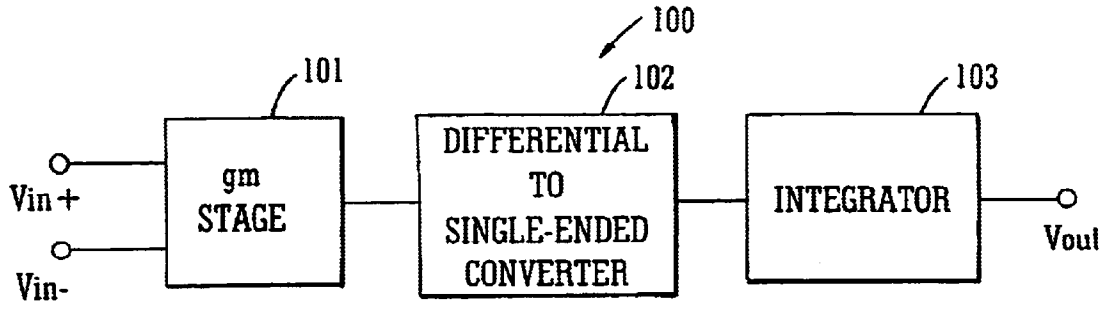 100
101
102
103
Vin+
Vin-
gm
STAGE
DIFFERENTIAL
TO
SINGLE-ENDED
CONVERTER
INTEGRATOR
Vout